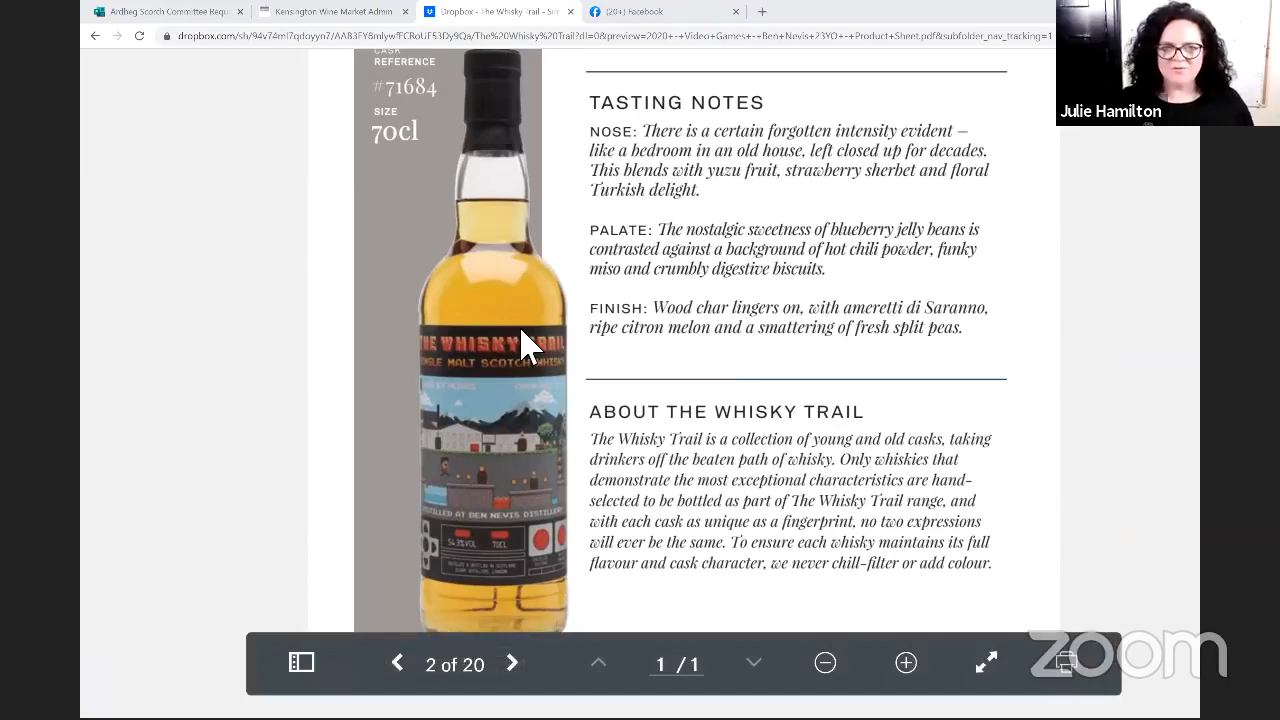 Ardbeg Scorch Committee Requ
Kensington Wine Market Admin
Dropbox - The Whisky Trail - Sim
(20+) Facebook
CASK
REFERENCE
#71684
SIZE
70cl
TASTING NOTES
NOSE: There is a certain forgotten intensity evident –
like a bedroom in an old house, left closed up for decades.
This blends with yuzu fruit, strawberry sherbet and floral
Turkish delight.
PALATE: The nostalgic sweetness of blueberry jelly beans is
contrasted against a background of hot chili powder, funky
miso and crumbly digestive biscuits.
FINISH: Wood char lingers on, with ameretti di Saranno,
ripe citron melon and a smattering of fresh split peas.
ABOUT THE WHISKY TRAIL
The Whisky Trail is a collection of young and old casks, taking
drinkers off the beaten path of whisky. Only whiskies that
demonstrate the most exceptional characteristics are hand-
selected to be bottled as part of The Whisky Trail range, and
with each cask as unique as a fingerprint, no two expressions
will ever be the same. To ensure each whisky maintains its full
flavour and cask character, we never chill-filter or add colour.
THE WHISKY TRAIL
SINGLE MALT SCOTCH WHISKY
DISTILLED AT BEN NEVIS DISTILLERY
54.3%VOL 70CL
Julie Hamilton
2 of 20
1 / 1
zoom